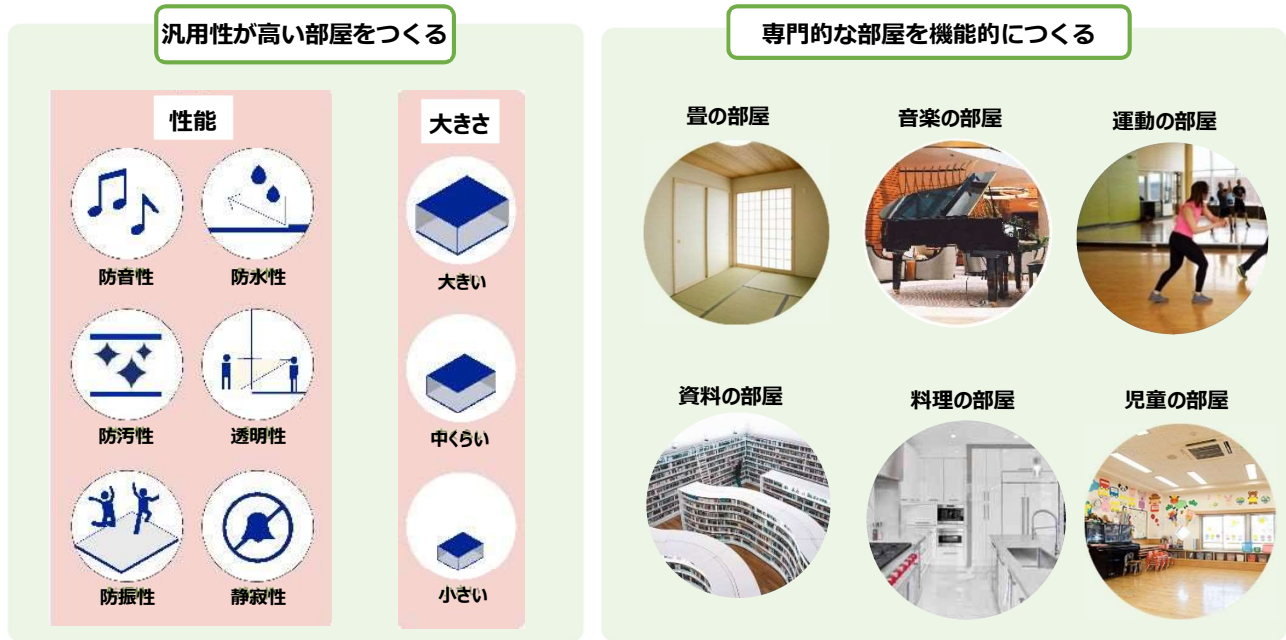 汎用性が高い部屋をつくる
性能
防音性
防水性
防汚性
透明性
防振性
静寂性
大きさ
大きい
中くらい
小さい
専門的な部屋を機能的につくる
畳の部屋
音楽の部屋
運動の部屋
資料の部屋
料理の部屋
児童の部屋